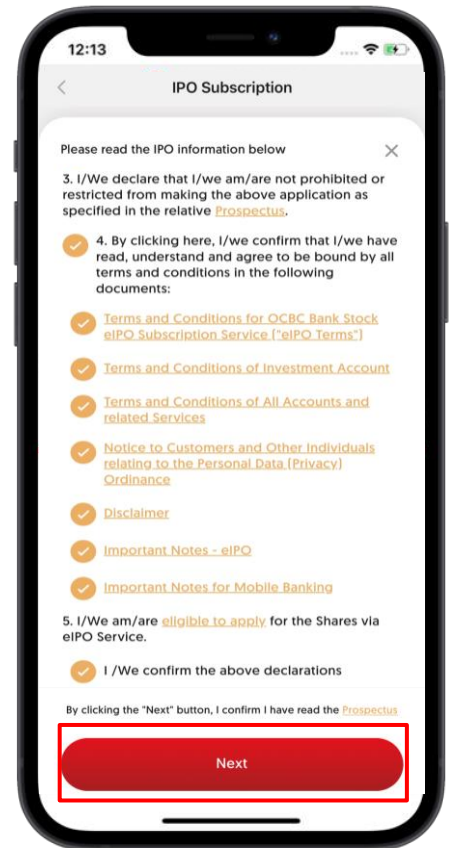 12:13
IPO Subscription
Please read the IPO information below
3. I/We declare that I/we am/are not prohibited or
restricted from making the above application as
specified in the relative Prospectus.
4. By clicking here, I/we confirm that I/we have
read, understand and agree to be bound by all
terms and conditions in the following
documents:
Terms and Conditions for OCBC Bank Stock
eIPO Subscription Service ("eIPO Terms")
Terms and Conditions of Investment Account
Terms and Conditions of All Accounts and
related Services
Notice to Customers and Other Individuals
relating to the Personal Data (Privacy)
Ordinance
Disclaimer
Important Notes - eIPO
Important Notes for Mobile Banking
5. I/We am/are eligible to apply for the Shares via
eIPO Service.
I /We confirm the above declarations
By clicking the "Next" button, I confirm I have read the Prospectus
Next